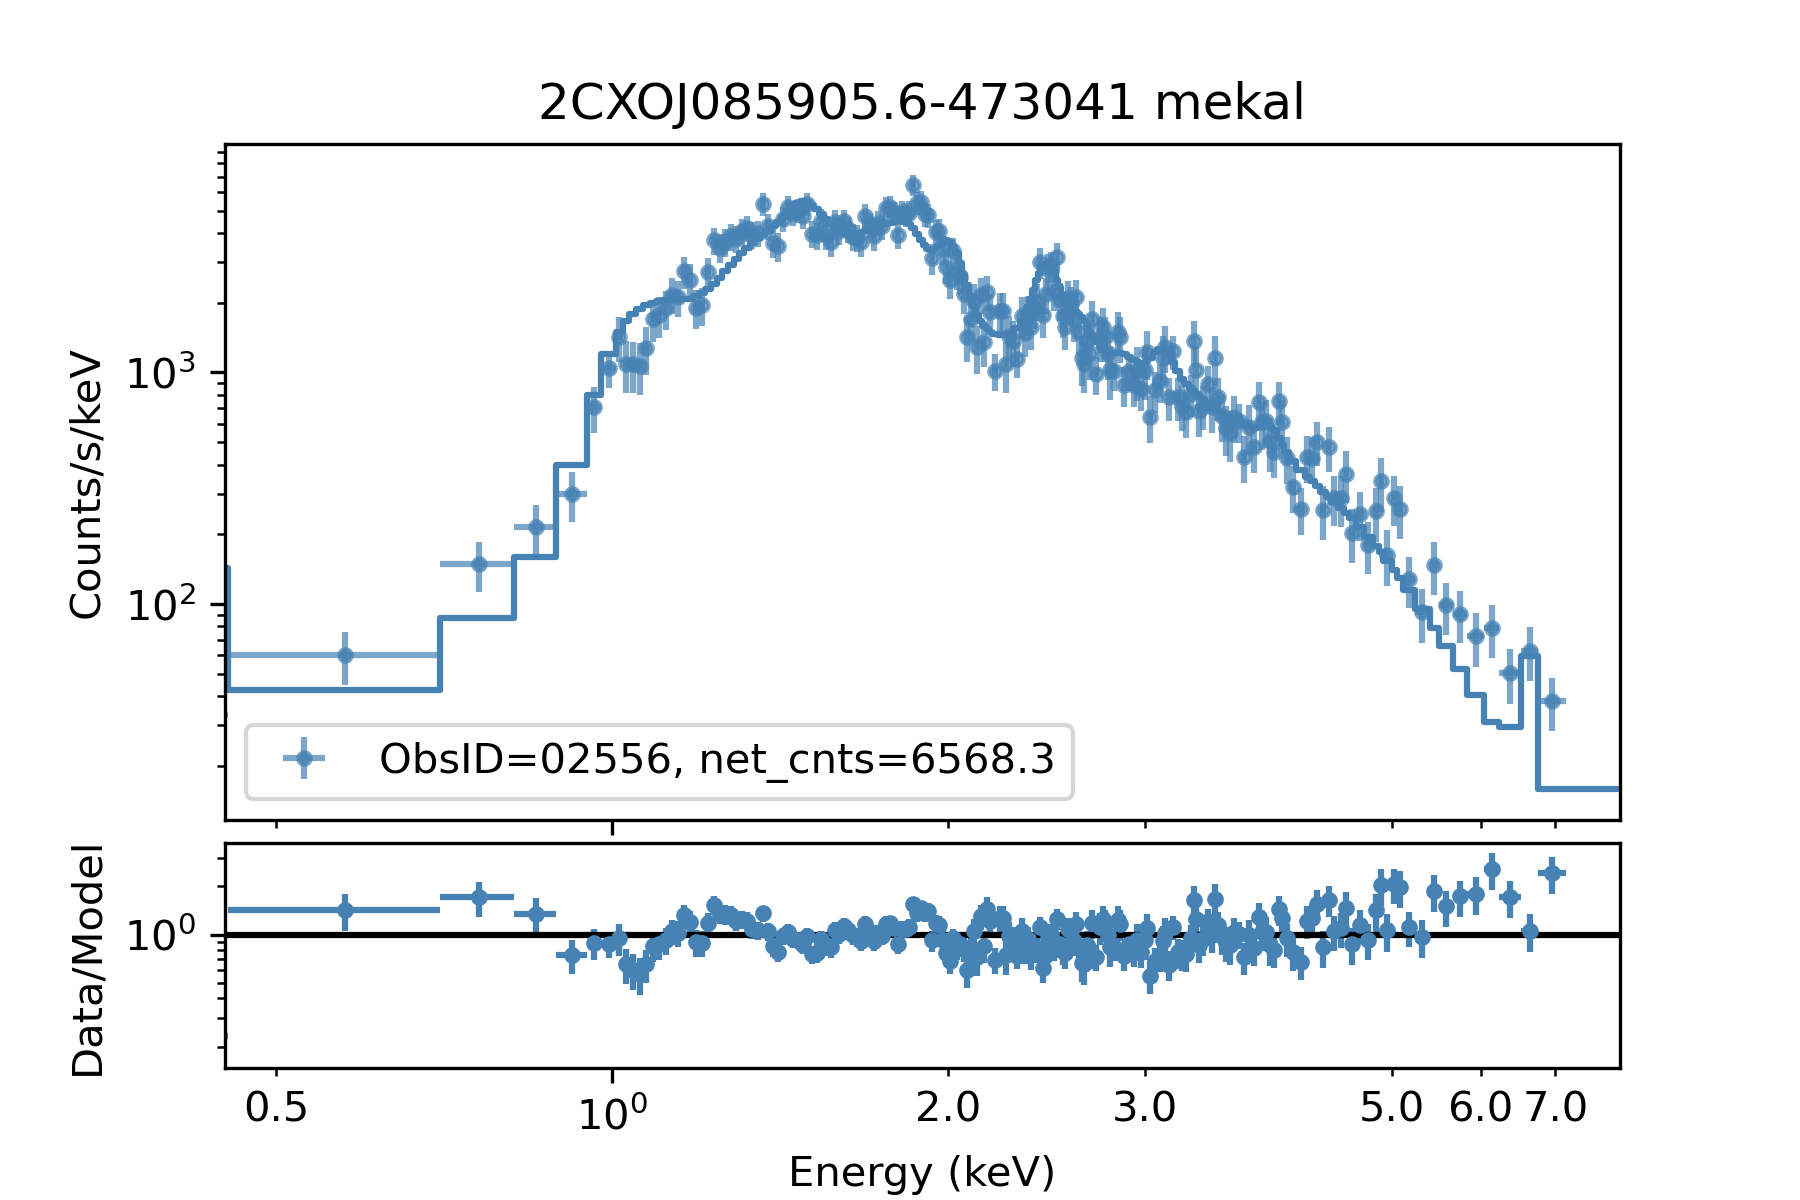 2CXOJ085905.6-473041 mekal
Counts/s/keV
10³
10²
ObsID=02556, net_cnts=6568.3
Data/Model
10⁰
0.5 10⁰ 2.0 3.0 5.0 6.0 7.0
Energy (keV)